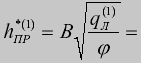 h*(1)ПР = B√(q(1)Л / φ) =